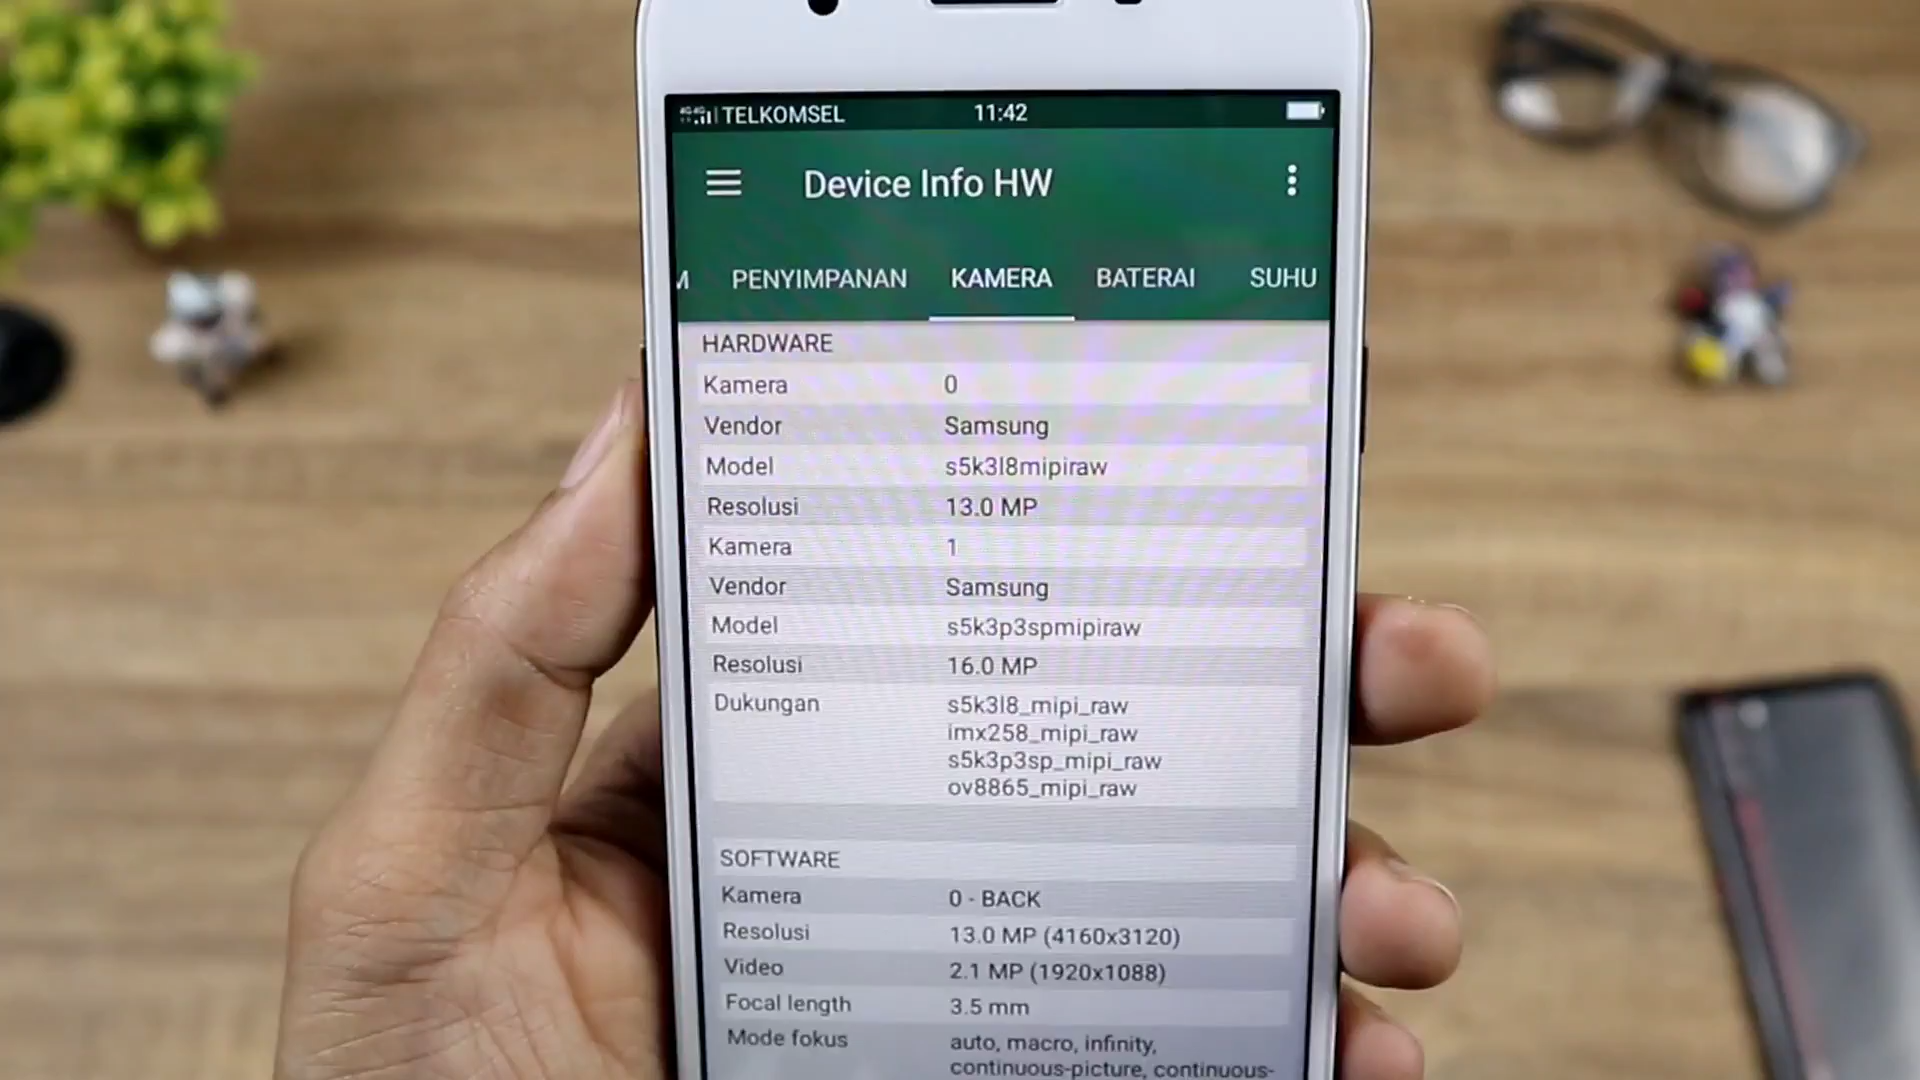 TELKOMSEL 11:42
Device Info HW
M PENYIMPANAN KAMERA BATERAI SUHU
HARDWARE
Kamera 0
Vendor Samsung
Model s5k3l8mipiraw
Resolusi 13.0 MP
Kamera 1
Vendor Samsung
Model s5k3p3spmipiraw
Resolusi 16.0 MP
Dukungan s5k3l8_mipi_raw
imx258_mipi_raw
s5k3p3sp_mipi_raw
ov8865_mipi_raw
SOFTWARE
Kamera 0 - BACK
Resolusi 13.0 MP (4160x3120)
Video 2.1 MP (1920x1088)
Focal length 3.5 mm
Mode fokus auto, macro, infinity,
continuous-picture, continuous-